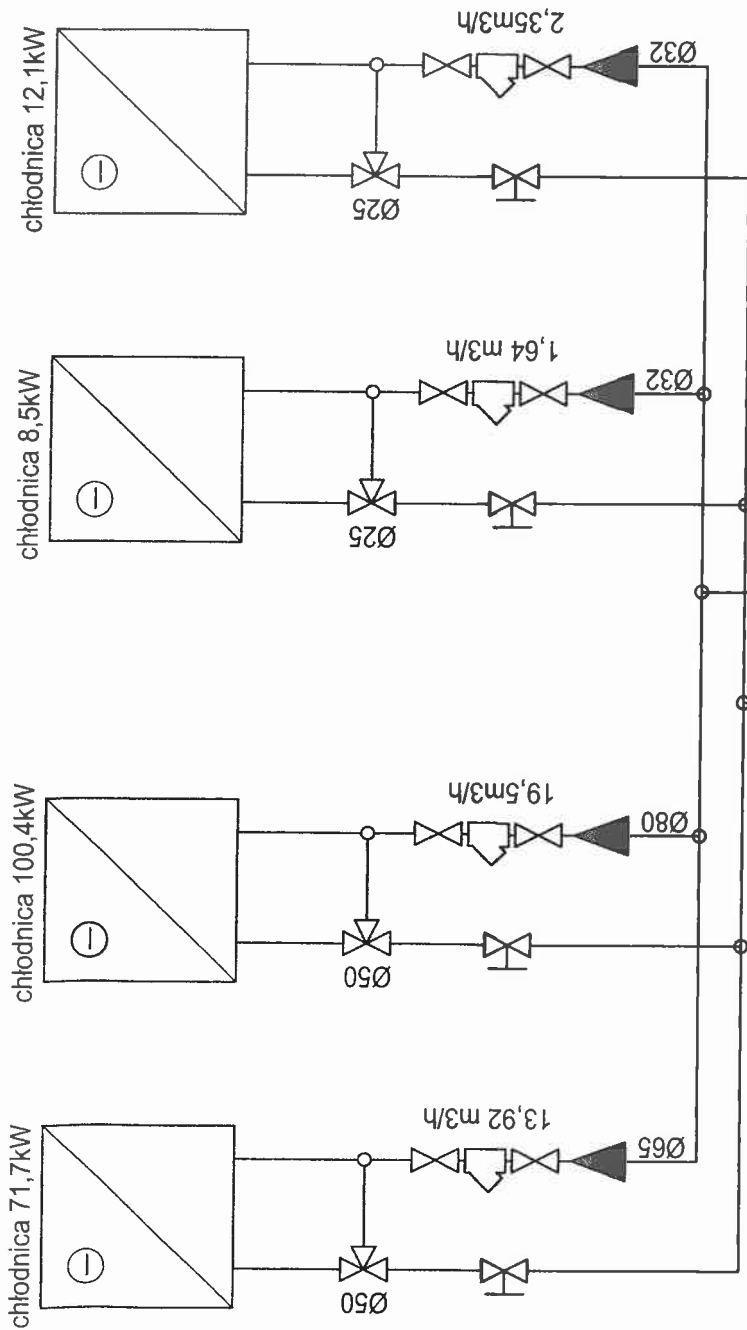 chłodnica 71,7kW
Ø50
13,92 m3/h
Ø65
chłodnica 100,4kW
Ø50
19,5m3/h
Ø80
chłodnica 8,5kW
Ø25
1,64 m3/h
Ø32
chłodnica 12,1kW
Ø25
2,35m3/h
Ø32